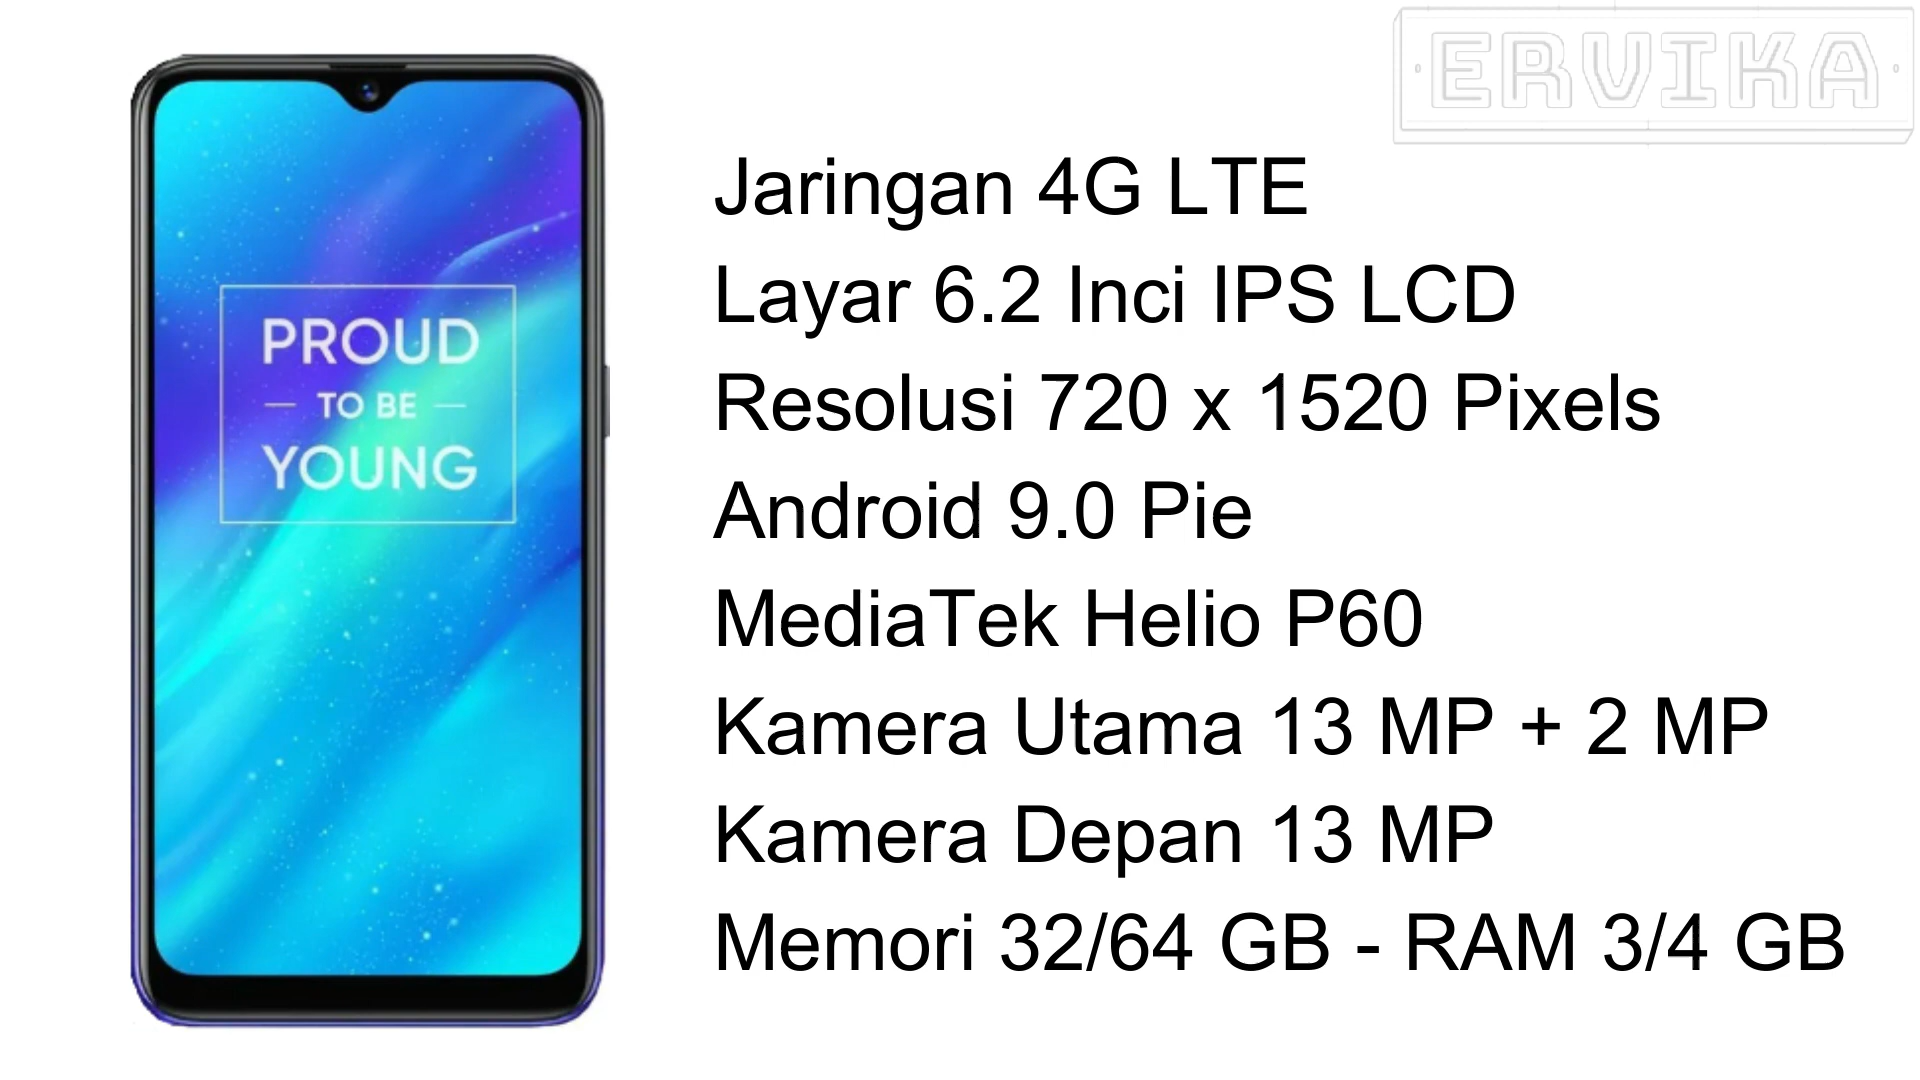 ERVIKA
PROUD
TO BE
YOUNG
Jaringan 4G LTE
Layar 6.2 Inci IPS LCD
Resolusi 720 x 1520 Pixels
Android 9.0 Pie
MediaTek Helio P60
Kamera Utama 13 MP + 2 MP
Kamera Depan 13 MP
Memori 32/64 GB - RAM 3/4 GB